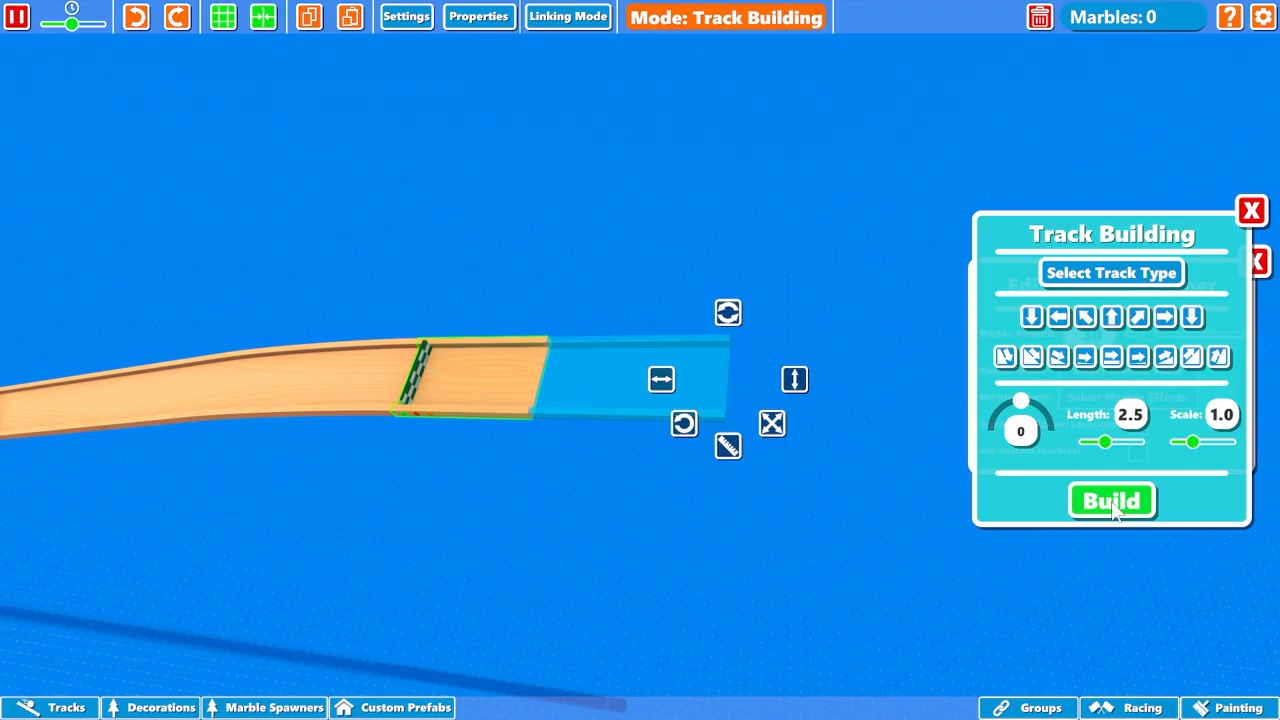 Settings
Properties
Linking Mode
Mode: Track Building
Marbles: 0
?
X
Track Building
X
Select Track Type
0
Length: 2.5
Scale: 1.0
Build
Tracks
Decorations
Marble Spawners
Custom Prefabs
Groups
Racing
Painting